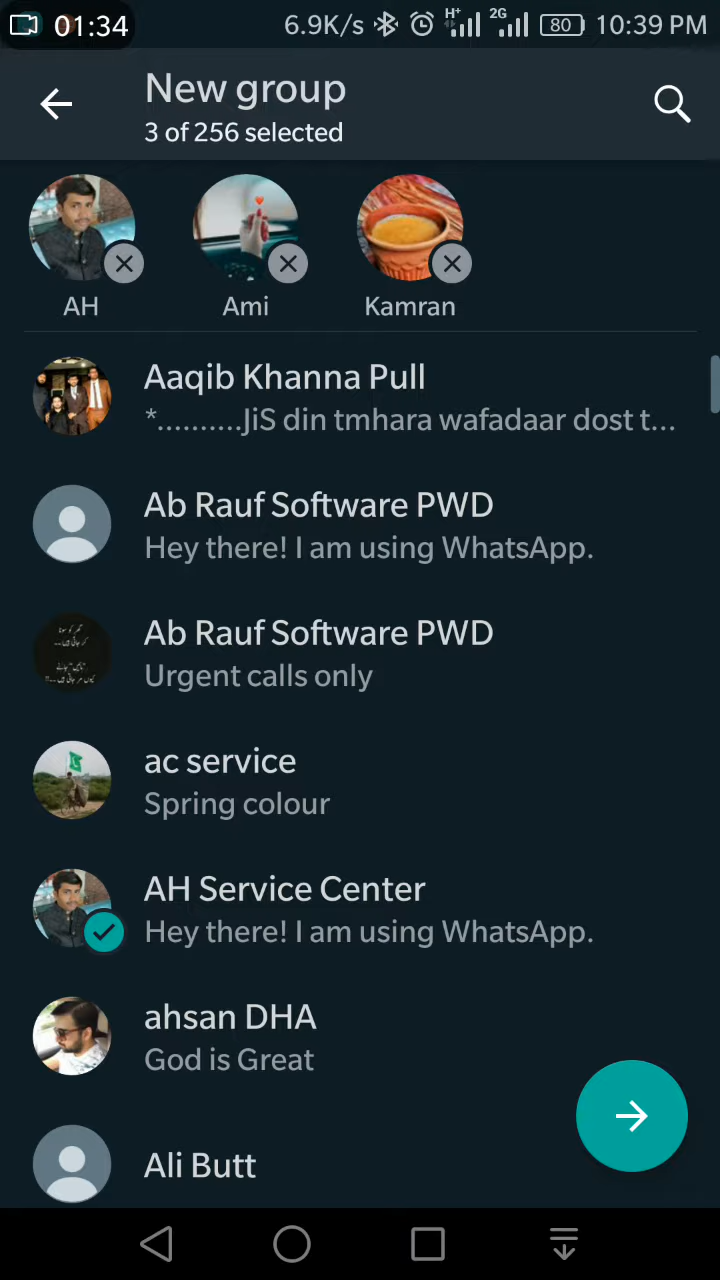 01:34
6.9K/s H+ 2G 80 10:39 PM
New group
3 of 256 selected
AH
Ami
Kamran
Aaqib Khanna Pull
*..........JiS din tmhara wafadaar dost t...
Ab Rauf Software PWD
Hey there! I am using WhatsApp.
Ab Rauf Software PWD
Urgent calls only
ac service
Spring colour
AH Service Center
Hey there! I am using WhatsApp.
ahsan DHA
God is Great
Ali Butt